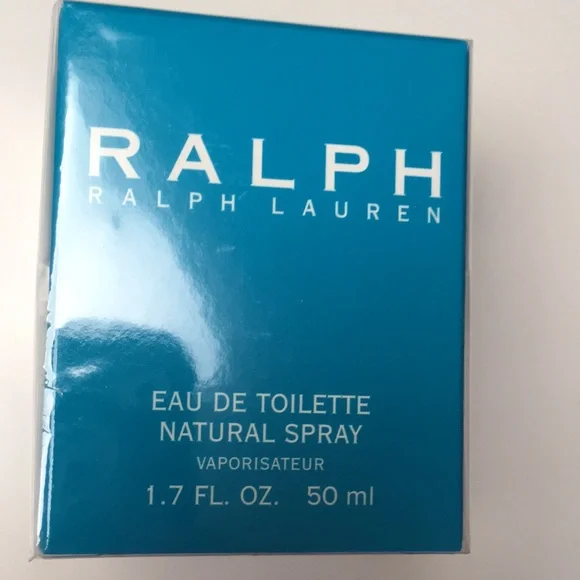 RALPH
RALPH LAUREN
EAU DE TOILETTE
NATURAL SPRAY
VAPORISATEUR
1.7 FL. OZ. 50 ml